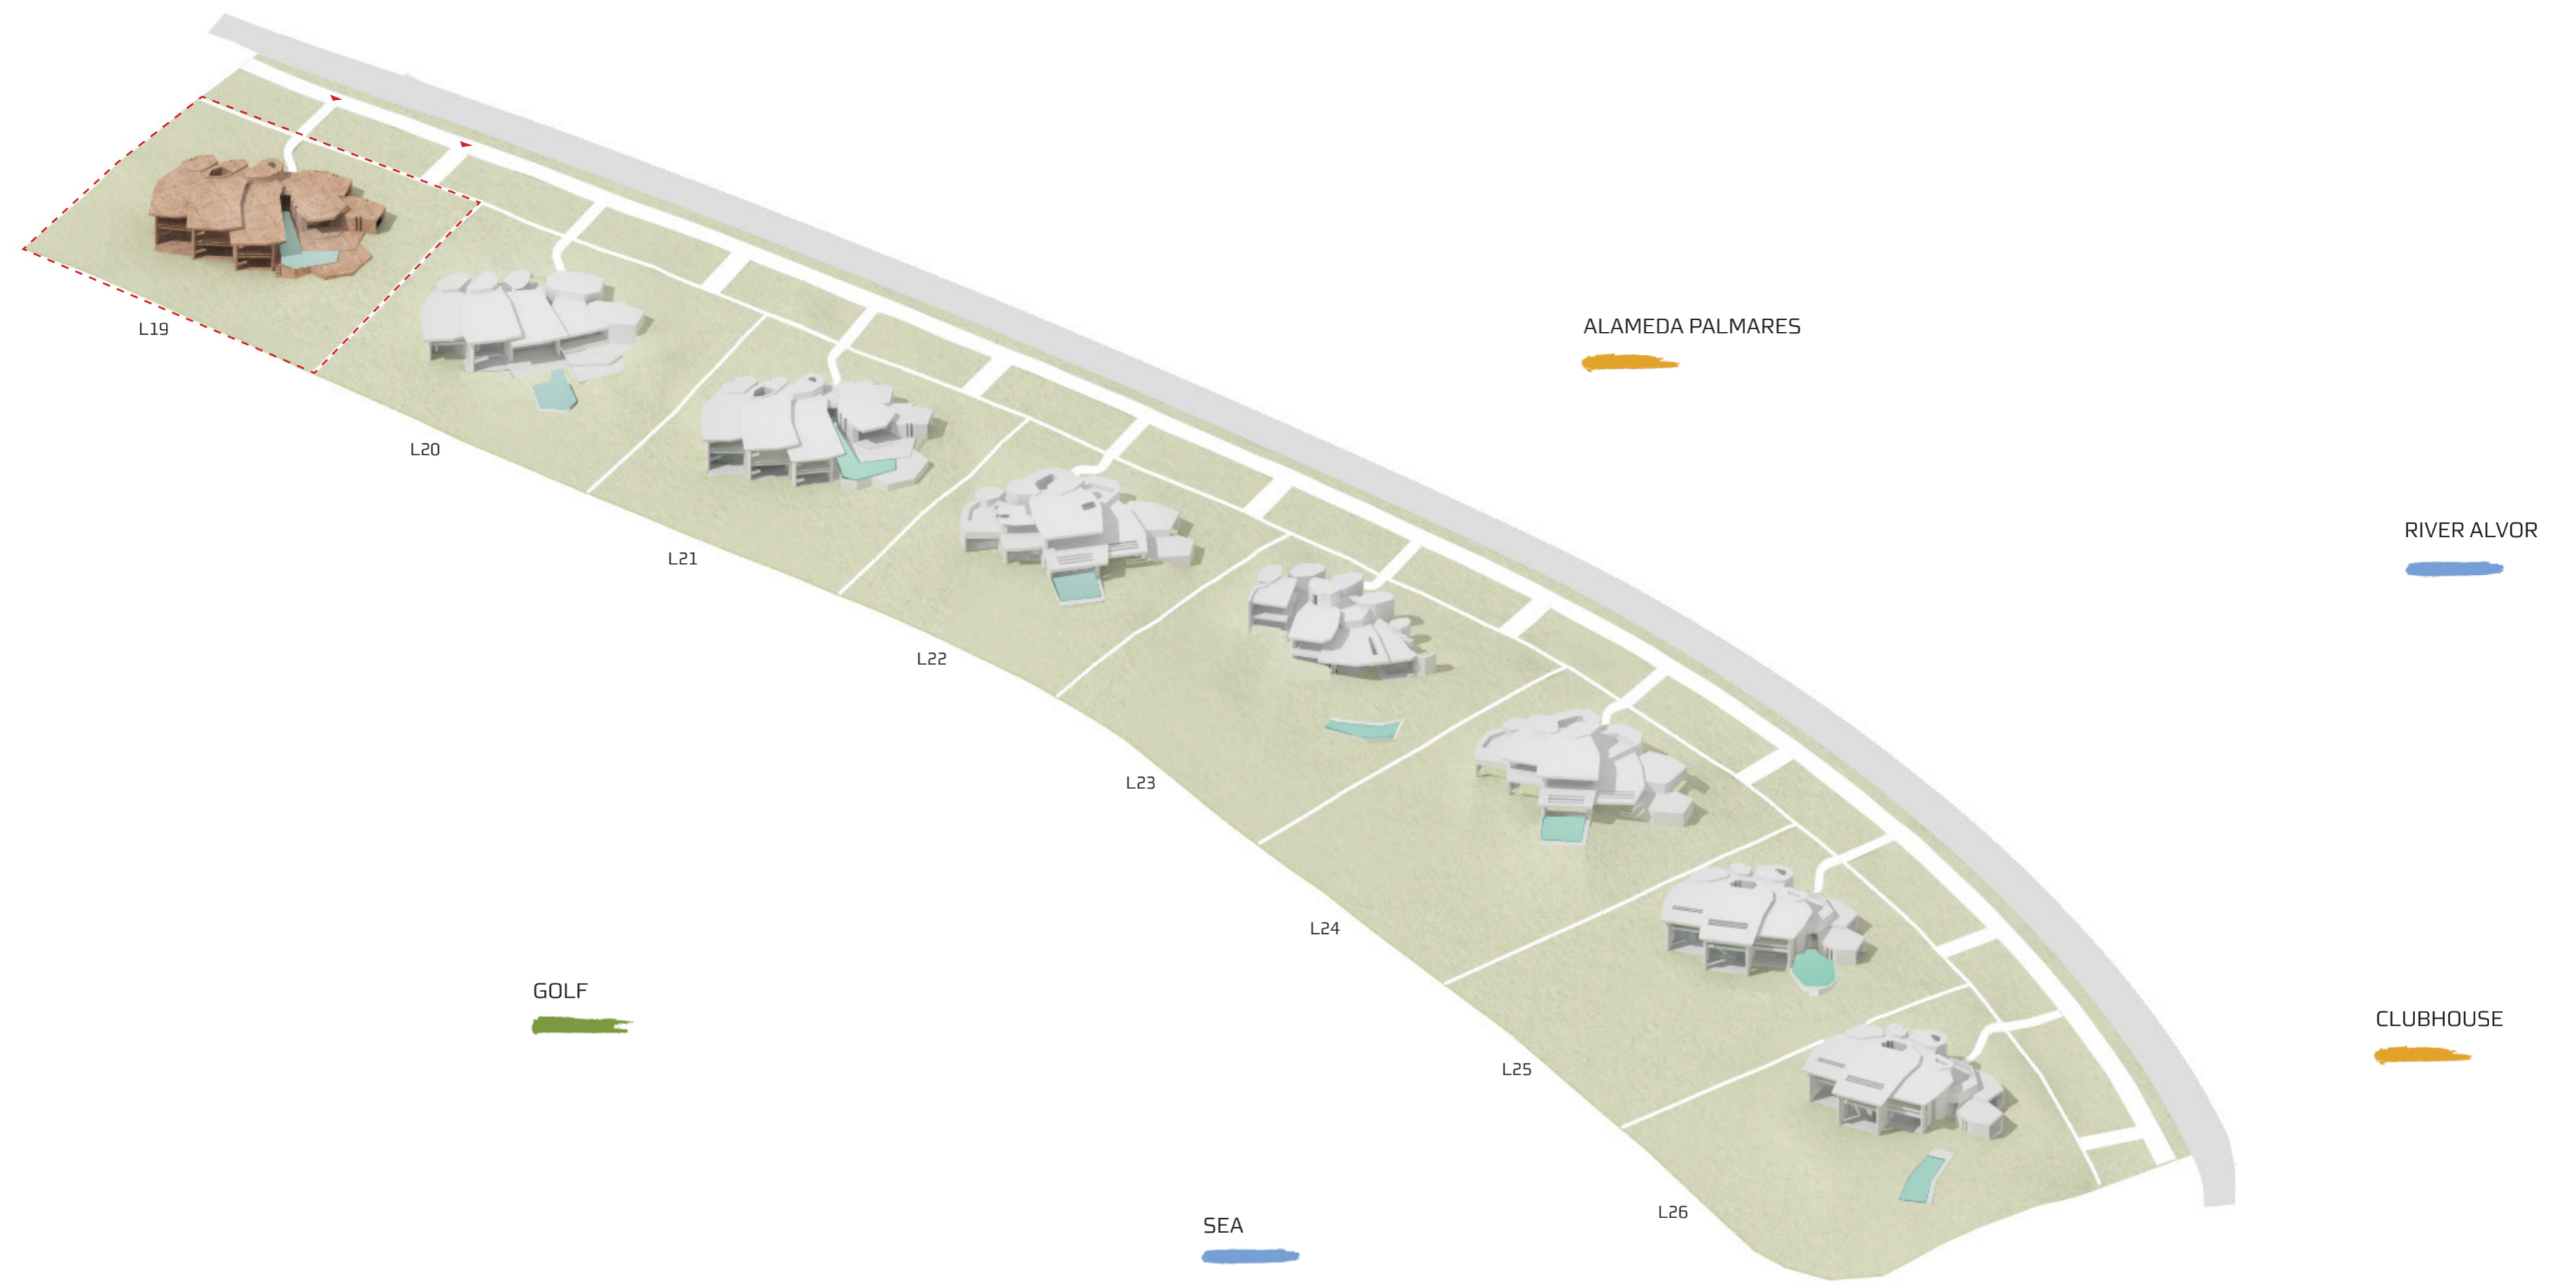 L19
ALAMEDA PALMARES
L20
RIVER ALVOR
L21
L22
L23
L24
GOLF
CLUBHOUSE
L25
L26
SEA